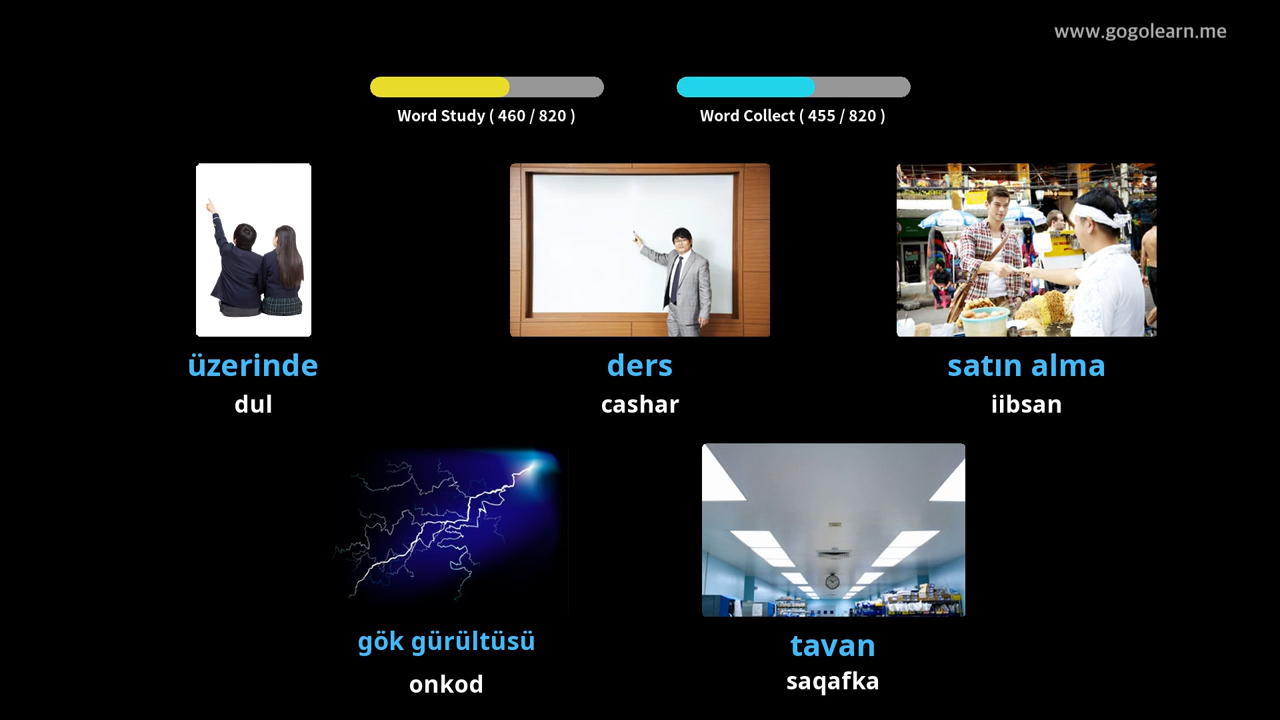 www.gogolearn.me
Word Study ( 460 / 820 )
Word Collect ( 455 / 820 )
üzerinde
dul
ders
cashar
satın alma
iibsan
gök gürültüsü
onkod
tavan
saqafka